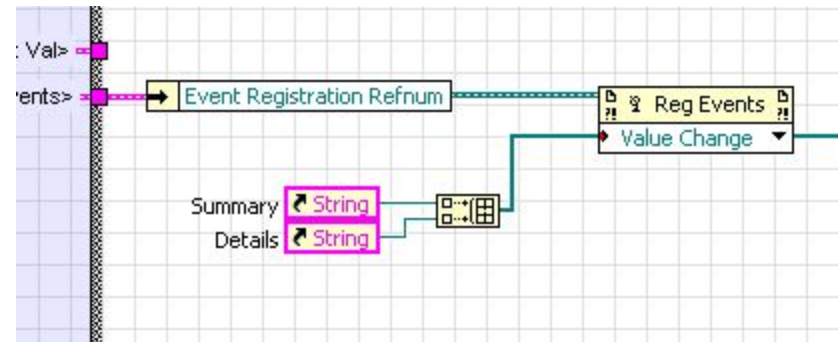 : Val>
ents>
Event Registration Refnum
Reg Events
Value Change
Summary String
Details String